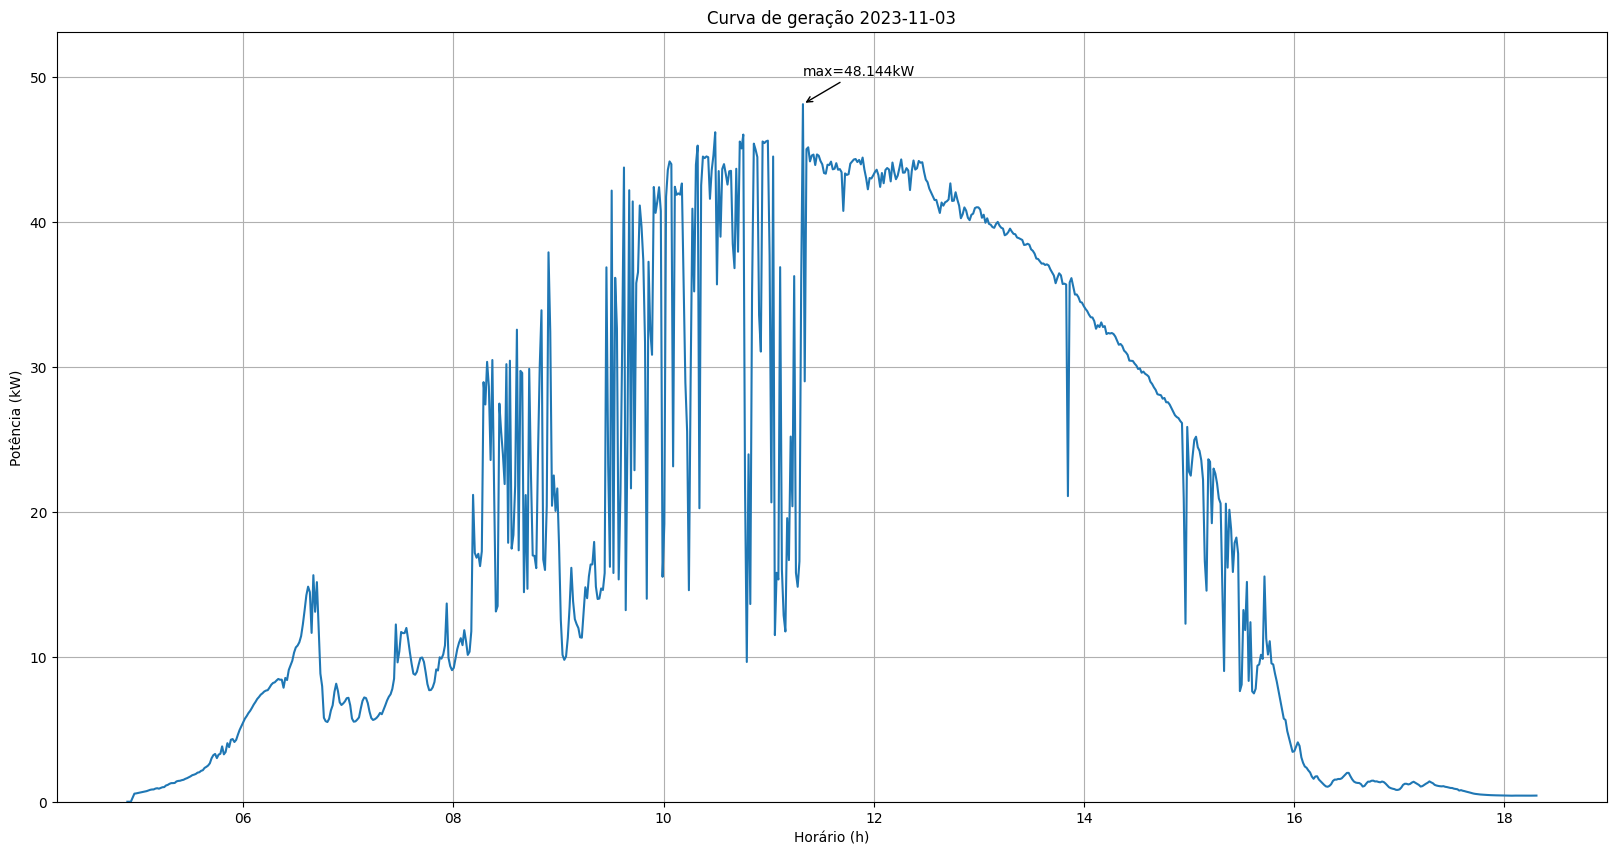 Curva de geração 2023-11-03
max=48.144kW
Potência (kW)
50
40
30
20
10
0
06 08 10 12 14 16 18
Horário (h)